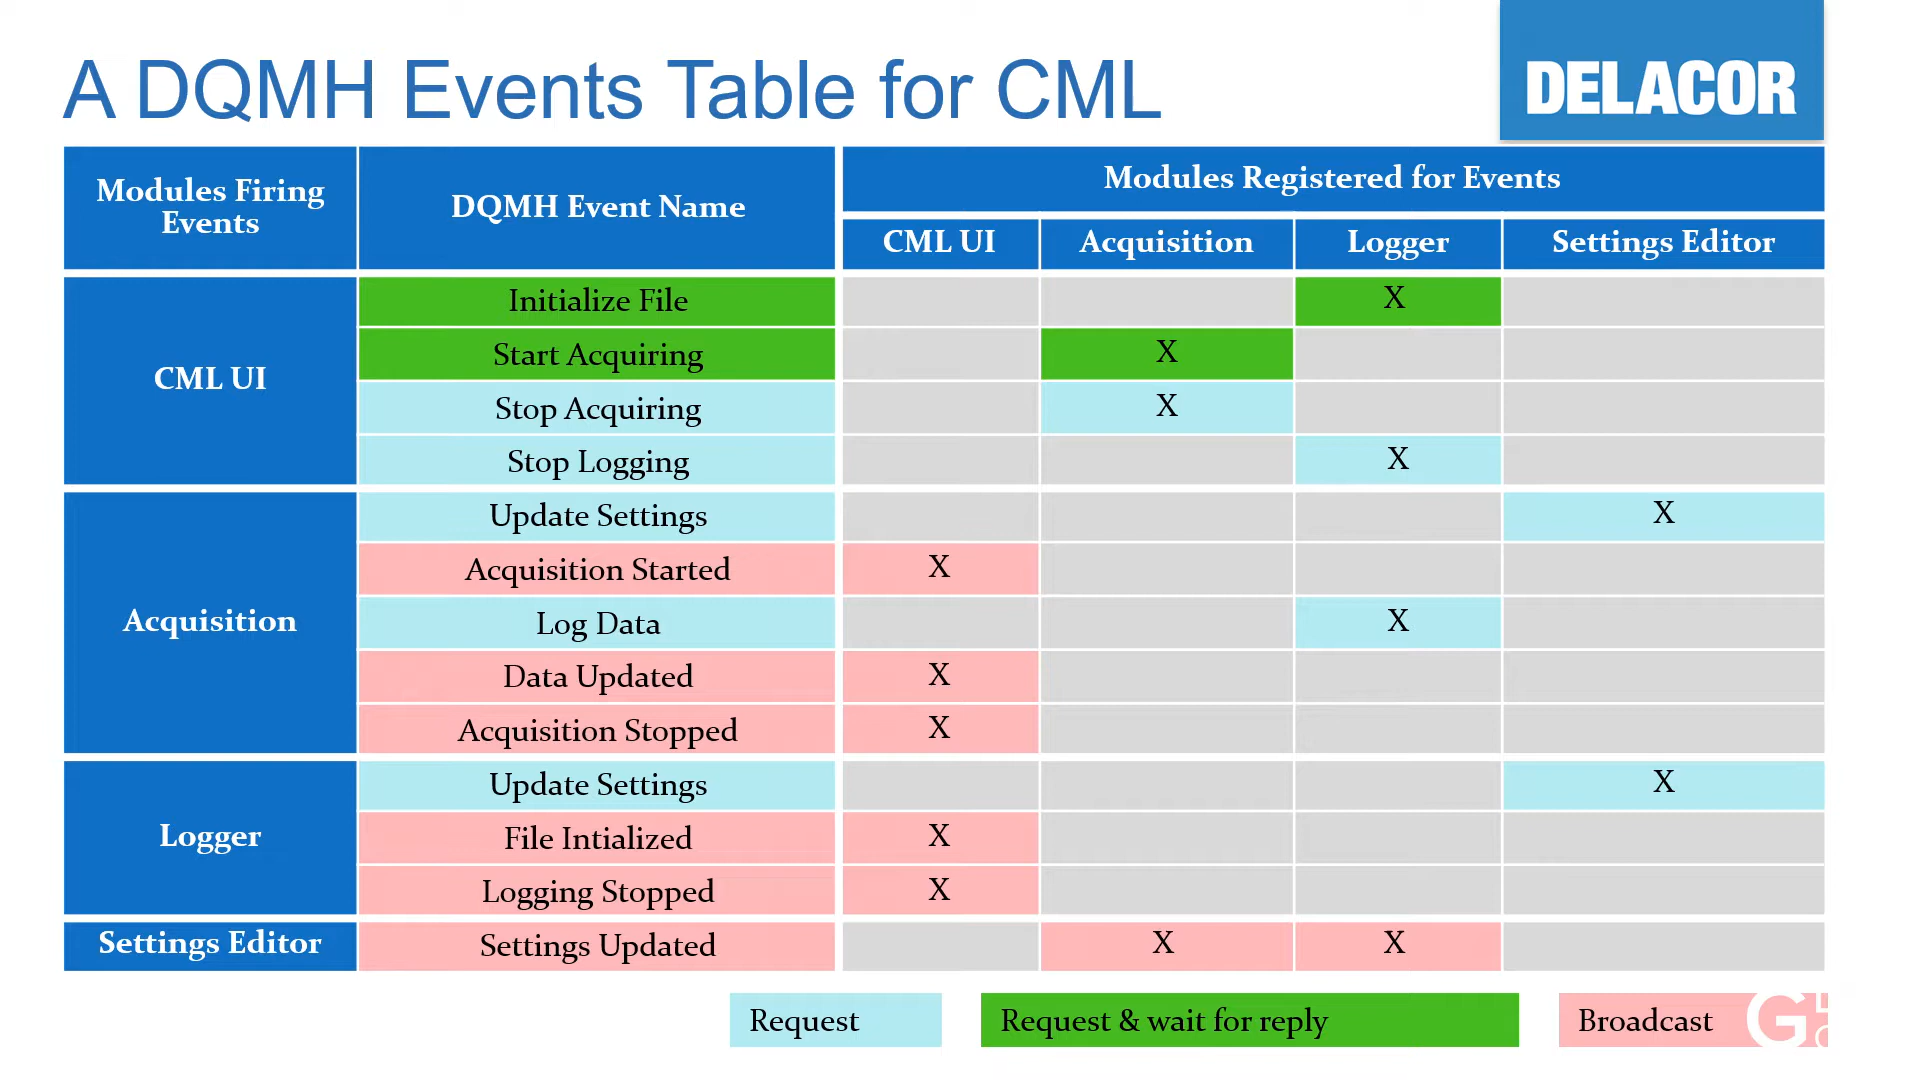 A DQMH Events Table for CML
DELACOR
Modules Firing
Events
DQMH Event Name
Modules Registered for Events
CML UI
Acquisition
Logger
Settings Editor
CML UI
Initialize File
X
Start Acquiring
X
Stop Acquiring
X
Stop Logging
X
Acquisition
Update Settings
X
Acquisition Started
X
Log Data
X
Data Updated
X
Acquisition Stopped
X
Logger
Update Settings
X
File Intialized
X
Logging Stopped
X
Settings Editor
Settings Updated
X
X
Request
Request & wait for reply
Broadcast